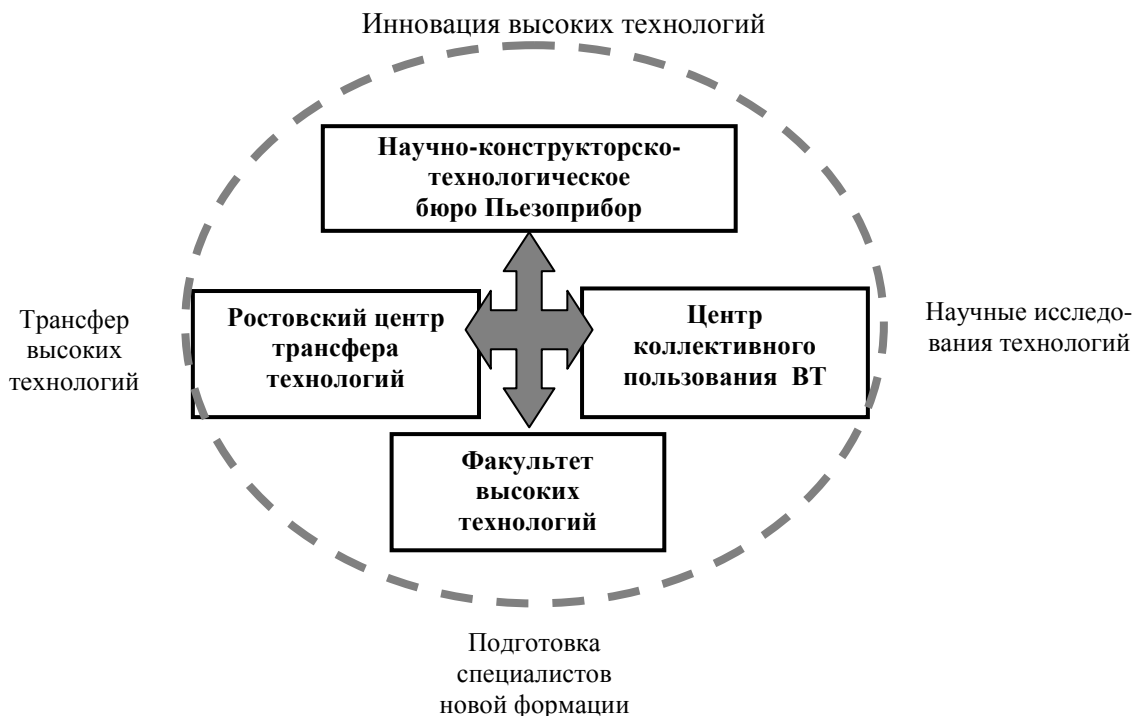 Инновация высоких технологий
Научно-конструкторско-
технологическое
бюро Пьезоприбор
Трансфер
высоких
технологий
Ростовский центр
трансфера
технологий
Центр
коллективного
пользования ВТ
Научные исследо-
вания технологий
Факультет
высоких
технологий
Подготовка
специалистов
новой формации